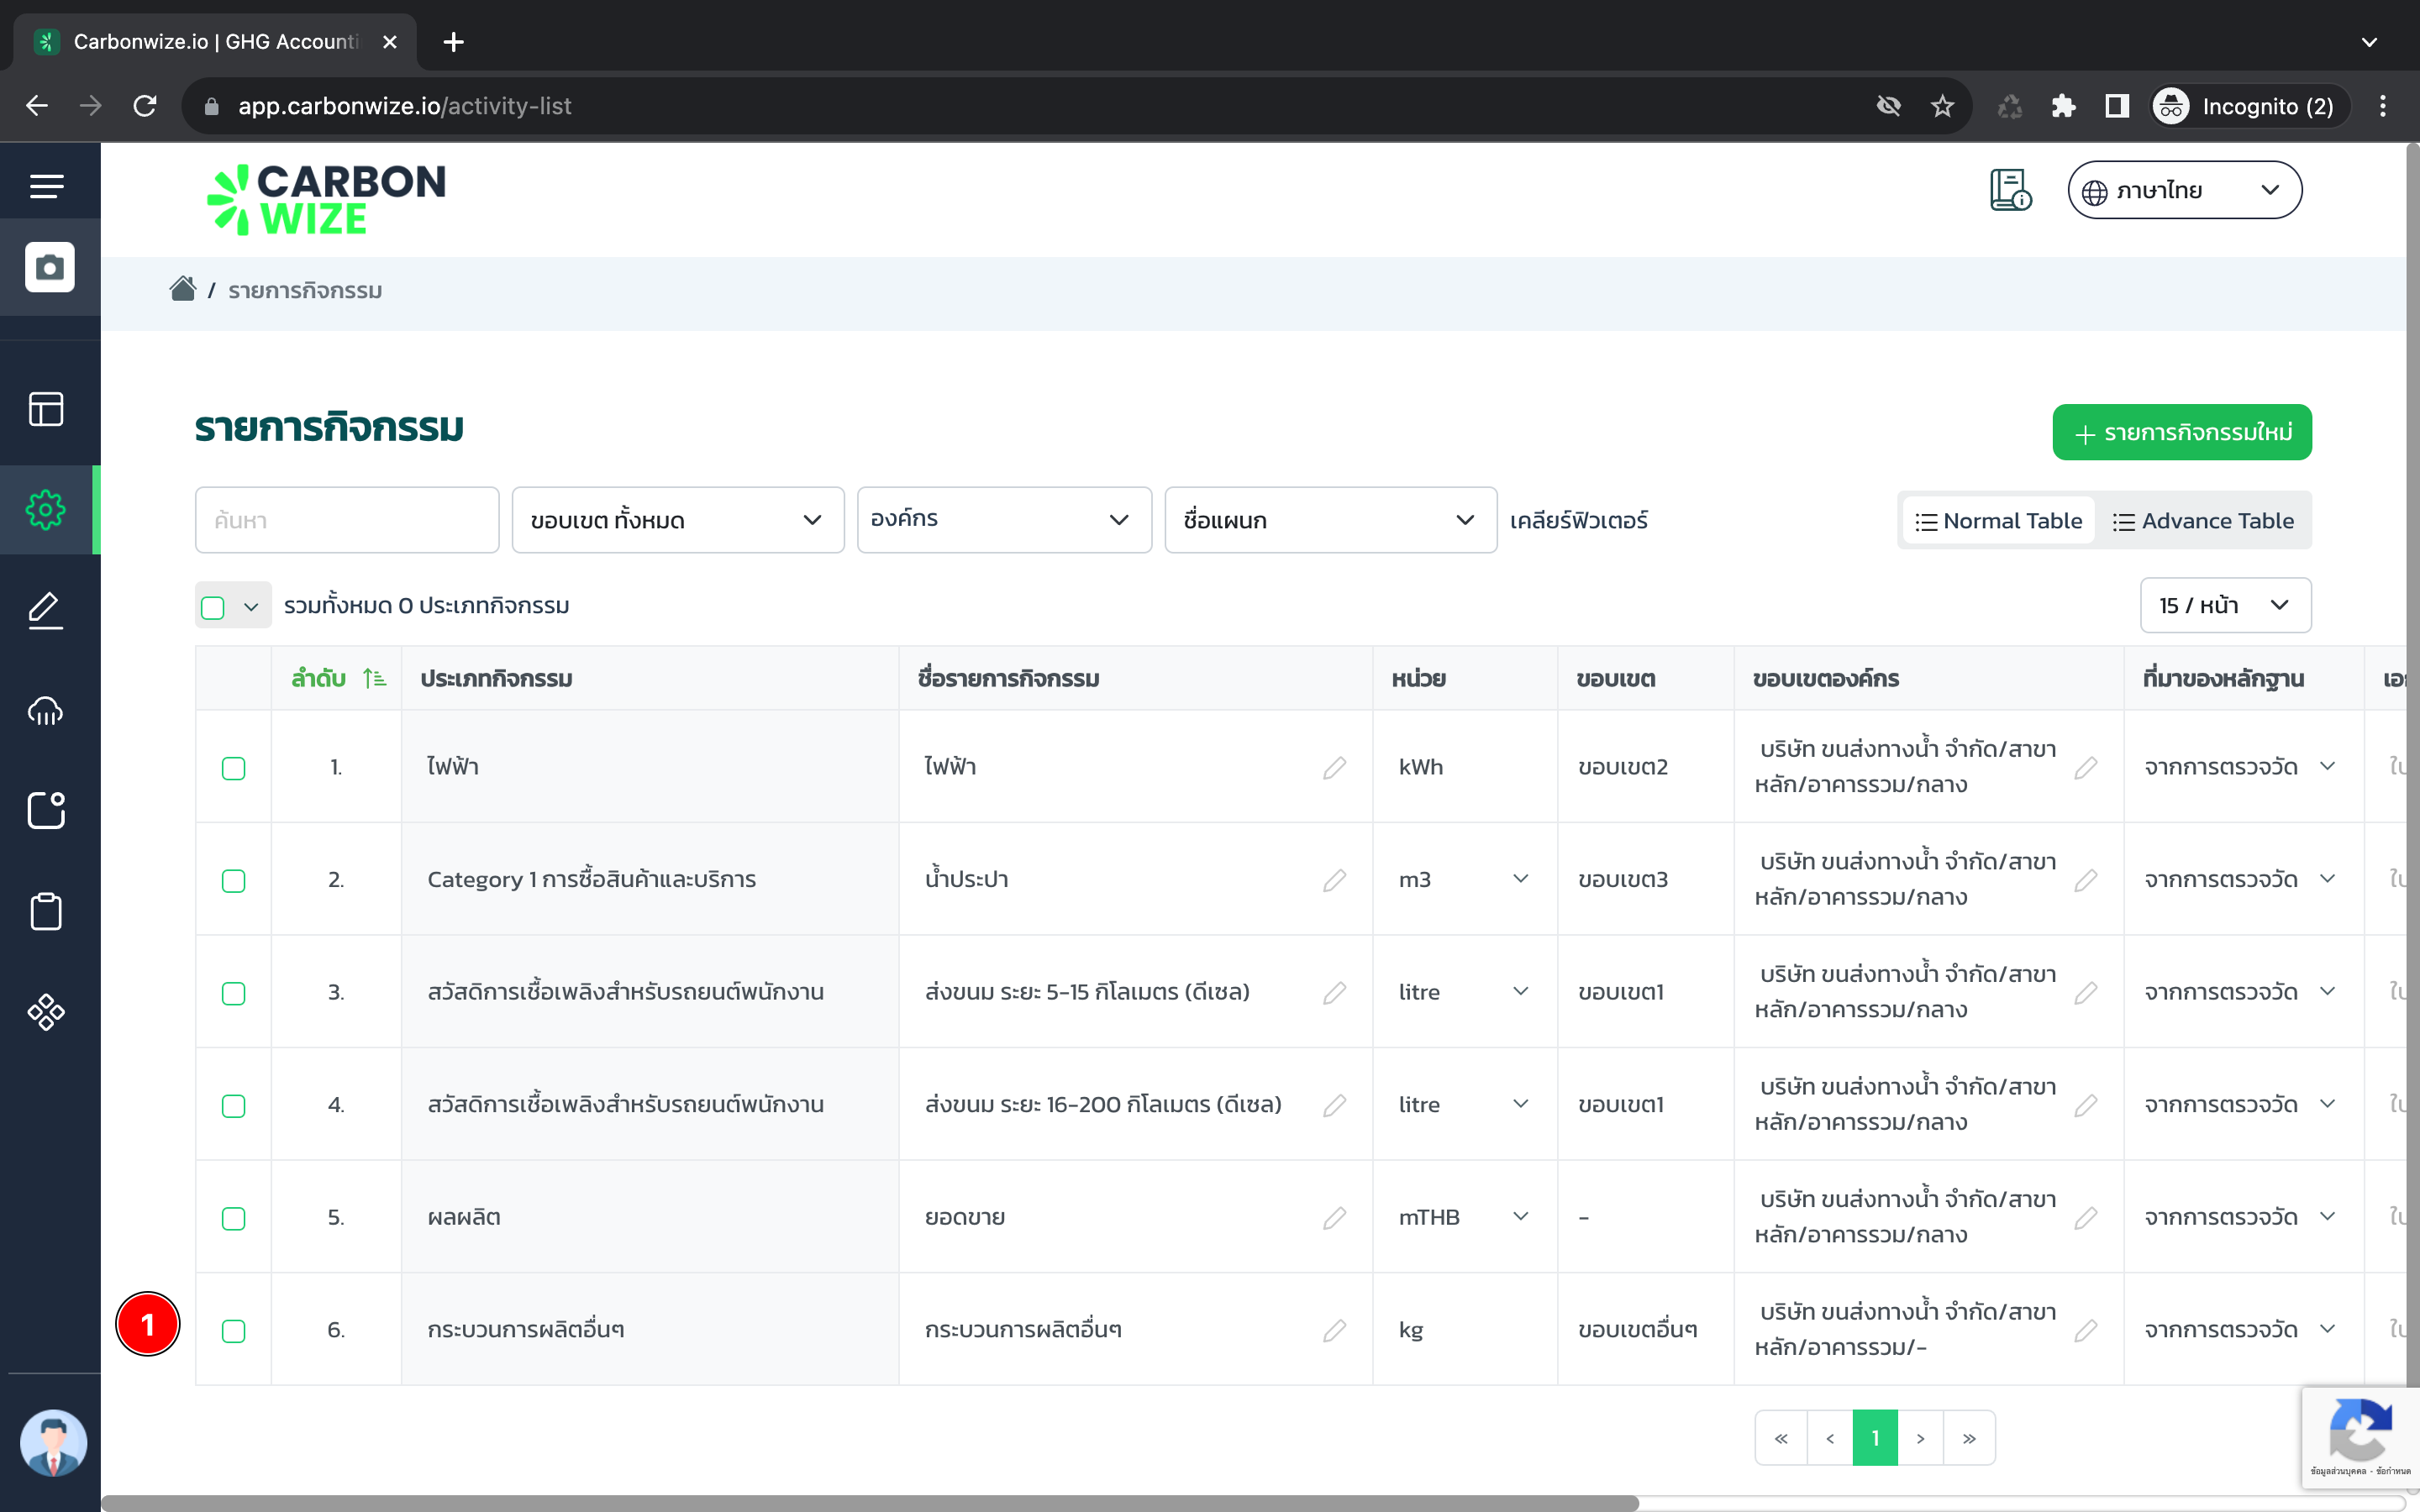 Carbonwize.io | GHG Accounti
app.carbonwize.io/activity-list
Incognito (2)
CARBON
WIZE
ภาษาไทย
/ รายการกิจกรรม
รายการกิจกรรม
+ รายการกิจกรรมใหม่
ค้นหา
ขอบเขต ทั้งหมด
องค์กร
ชื่อแผนก
เคลียร์ฟิวเตอร์
Normal Table
Advance Table
รวมทั้งหมด 0 ประเภทกิจกรรม
15 / หน้า
ลำดับ ประเภทกิจกรรม ชื่อรายการกิจกรรม หน่วย ขอบเขต ขอบเขตองค์กร ที่มาของหลักฐาน
1. ไฟฟ้า ไฟฟ้า kWh ขอบเขต2 บริษัท ขนส่งทางน้ำ จำกัด/สาขา จากการตรวจวัด
หลัก/อาคารรวม/กลาง
2. Category 1 การซื้อสินค้าและบริการ น้ำประปา m3 ขอบเขต3 บริษัท ขนส่งทางน้ำ จำกัด/สาขา จากการตรวจวัด
หลัก/อาคารรวม/กลาง
3. สวัสดิการเชื้อเพลิงสำหรับรถยนต์พนักงาน ส่งขนม ระยะ 5-15 กิโลเมตร (ดีเซล) litre ขอบเขต1 บริษัท ขนส่งทางน้ำ จำกัด/สาขา จากการตรวจวัด
หลัก/อาคารรวม/กลาง
4. สวัสดิการเชื้อเพลิงสำหรับรถยนต์พนักงาน ส่งขนม ระยะ 16-200 กิโลเมตร (ดีเซล) litre ขอบเขต1 บริษัท ขนส่งทางน้ำ จำกัด/สาขา จากการตรวจวัด
หลัก/อาคารรวม/กลาง
5. ผลผลิต ยอดขาย mTHB - บริษัท ขนส่งทางน้ำ จำกัด/สาขา จากการตรวจวัด
หลัก/อาคารรวม/กลาง
1
6. กระบวนการผลิตอื่นๆ กระบวนการผลิตอื่นๆ kg ขอบเขตอื่นๆ บริษัท ขนส่งทางน้ำ จำกัด/สาขา จากการตรวจวัด
หลัก/อาคารรวม/-
« ‹ 1 › »
ข้อมูลส่วนบุคคล - ข้อกำหนด